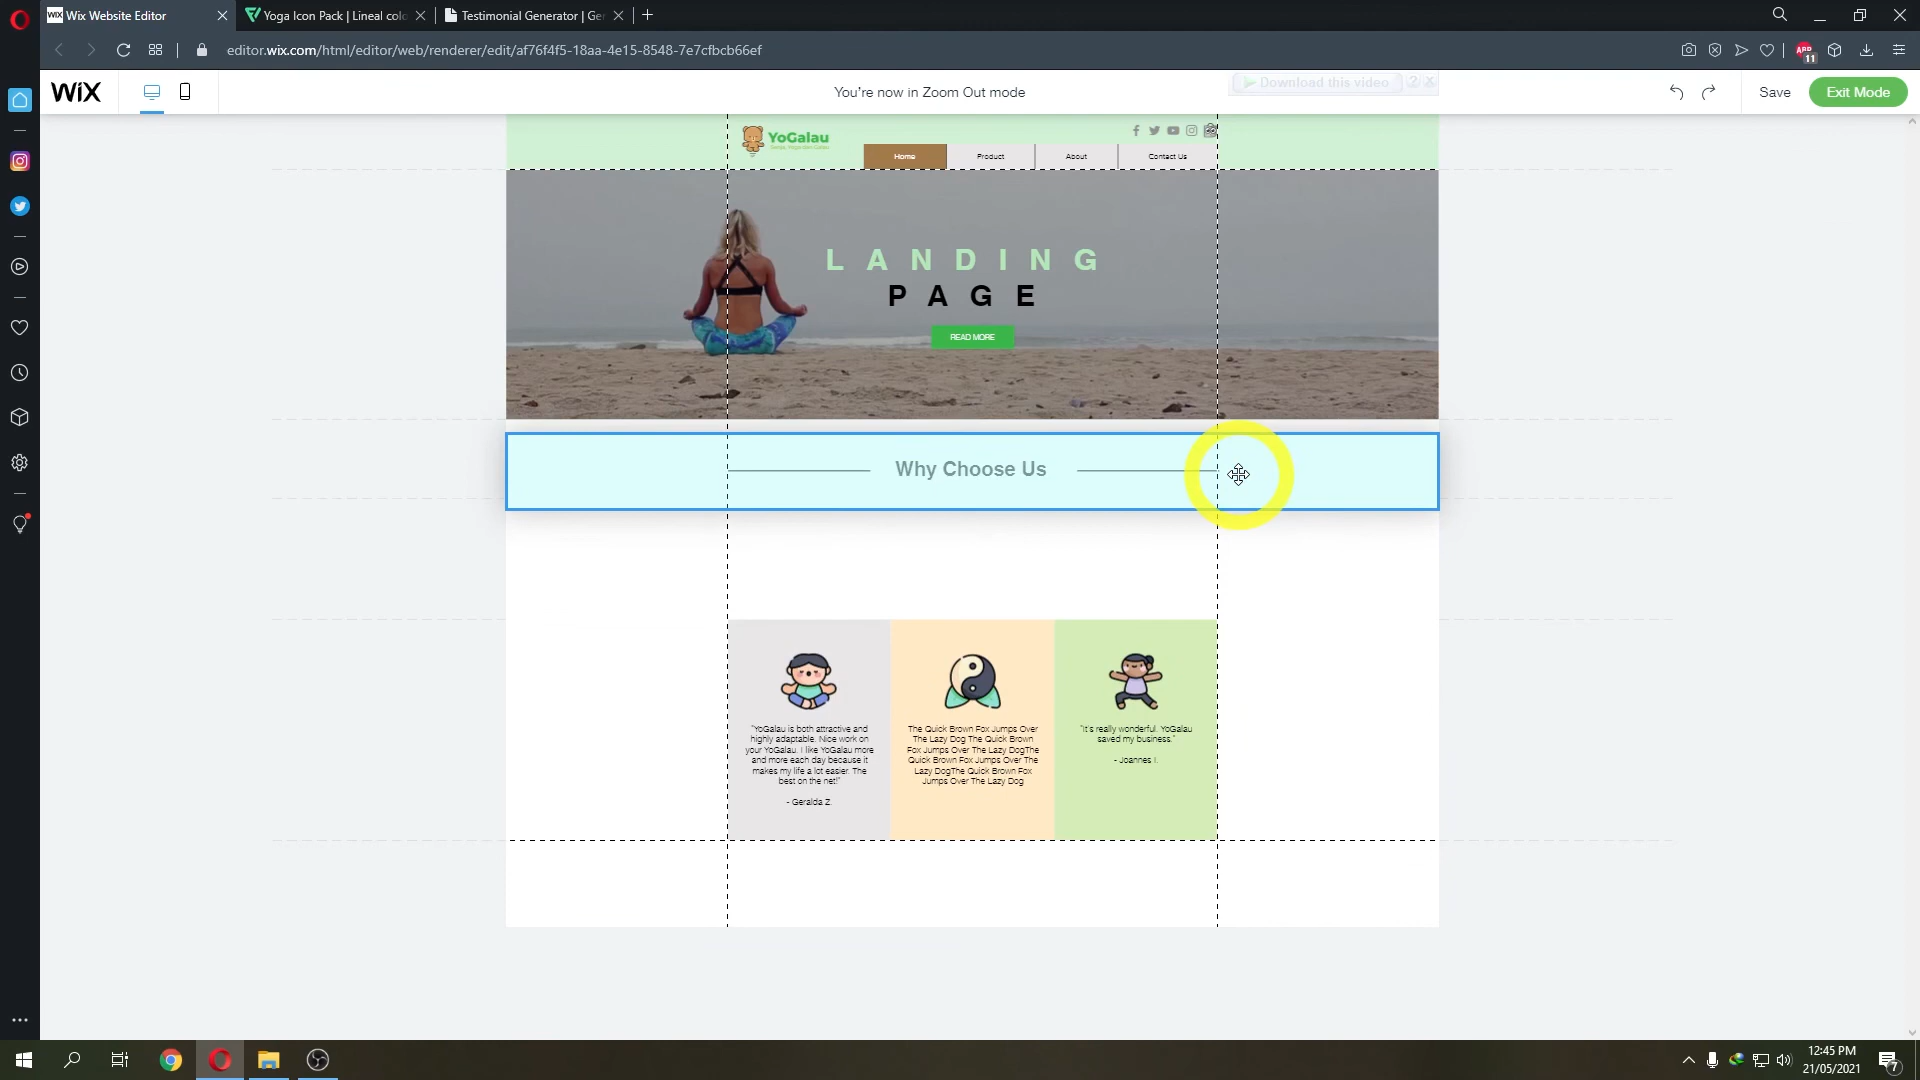 Wix Website Editor
Yoga Icon Pack | Lineal colo
Testimonial Generator | Ge
editor.wix.com/html/editor/web/renderer/edit/af76f4f5-18aa-4e15-8548-7e7cfbcb66ef
ABP
11
WiX
You're now in Zoom Out mode
Download this video
Save
Exit Mode
YoGalau
Home
Product
About
Contact Us
LANDING
PAGE
READ MORE
Why Choose Us
"YoGalau is both attractive and
highly adaptable. Nice work on
your YoGalau. I like YoGalau more
and more each day because it
makes my life a lot easier. The
best on the net!"
- Geralda Z.
The Quick Brown Fox Jumps Over
The Lazy Dog The Quick Brown
Fox Jumps Over The Lazy DogThe
Quick Brown Fox Jumps Over The
Lazy DogThe Quick Brown Fox
Jumps Over The Lazy Dog
"It's really wonderful. YoGalau
saved my business."
- Joannes I.
12:45 PM
21/05/2021
7